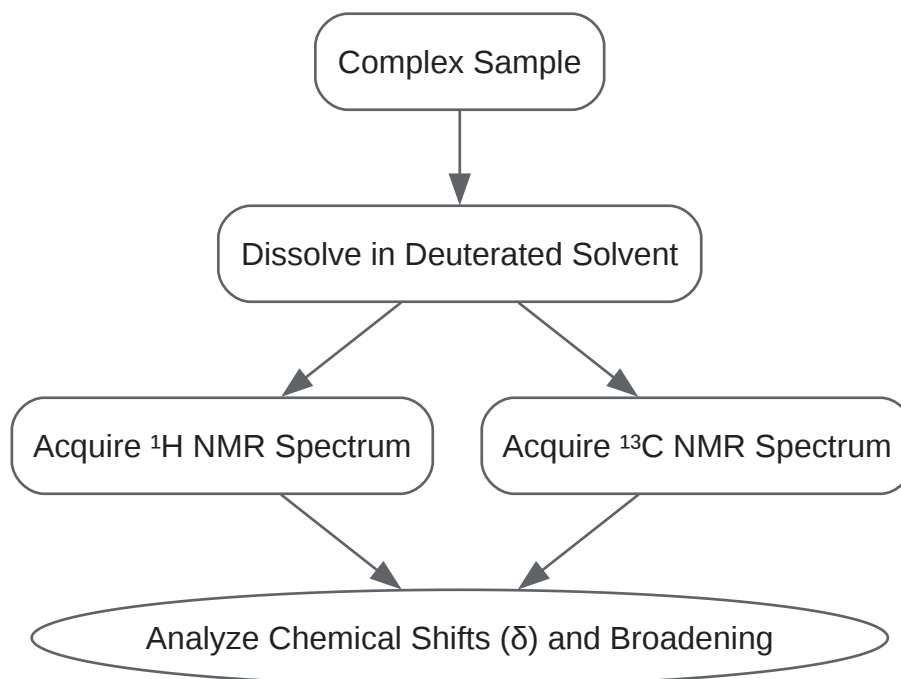 Complex Sample
Dissolve in Deuterated Solvent
Acquire ¹H NMR Spectrum
Acquire ¹³C NMR Spectrum
Analyze Chemical Shifts (δ) and Broadening